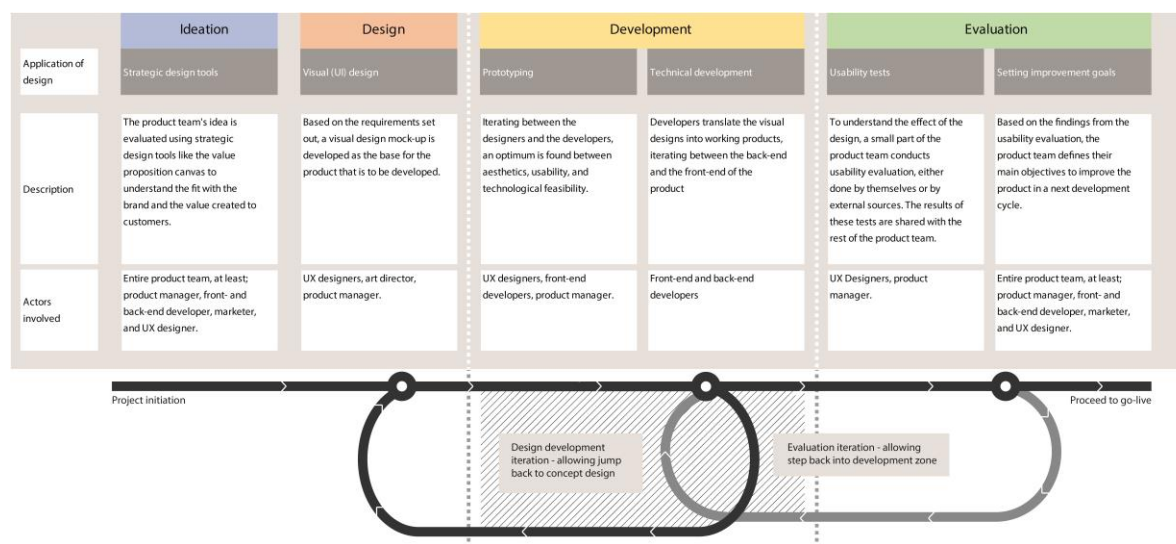 Ideation
Design
Development
Evaluation
Application of
design
Strategic design tools
Visual (UI) design
Prototyping
Technical development
Usability tests
Setting improvement goals
Description
The product team's idea is
evaluated using strategic
design tools like the value
proposition canvas to
understand the fit with the
brand and the value created to
customers.
Based on the requirements set
out, a visual design mock-up is
developed as the base for the
product that is to be developed.
Iterating between the
designers and the developers,
an optimum is found between
aesthetics, usability, and
technological feasibility.
Developers translate the visual
designs into working products,
iterating between the back-end
and the front-end of the
product
To understand the effect of the
design, a small part of the
product team conducts
usability evaluation, either
done by themselves or by
external sources. The results of
these tests are shared with the
rest of the product team.
Based on the findings from the
usability evaluation, the
product team defines their
main objectives to improve the
product in a next development
cycle.
Actors
involved
Entire product team, at least;
product manager, front- and
back-end developer, marketer,
and UX designer.
UX designers, art director,
product manager.
UX designers, front-end
developers, product manager.
Front-end and back-end
developers
UX Designers, product
manager.
Entire product team, at least;
product manager, front- and
back-end developer, marketer,
and UX designer.
Project initiation
Proceed to go-live
Design development
iteration - allowing jump
back to concept design
Evaluation iteration - allowing
step back into development zone